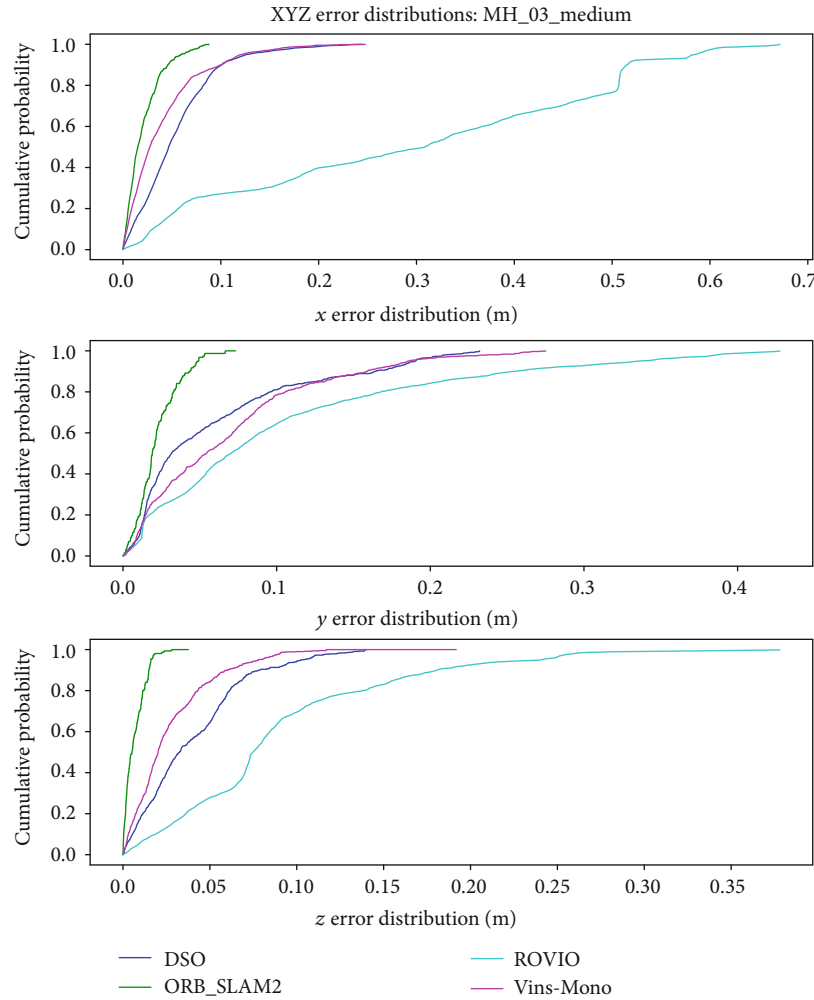 XYZ error distributions: MH_03_medium
Cumulative probability
1.0
0.8
0.6
0.4
0.2
0.0
0.0 0.1 0.2 0.3 0.4 0.5 0.6 0.7
x error distribution (m)
Cumulative probability
1.0
0.8
0.6
0.4
0.2
0.0
0.0 0.1 0.2 0.3 0.4
y error distribution (m)
Cumulative probability
1.0
0.8
0.6
0.4
0.2
0.0
0.0 0.05 0.10 0.15 0.20 0.25 0.30 0.35
z error distribution (m)
DSO
ORB_SLAM2
ROVIO
Vins-Mono